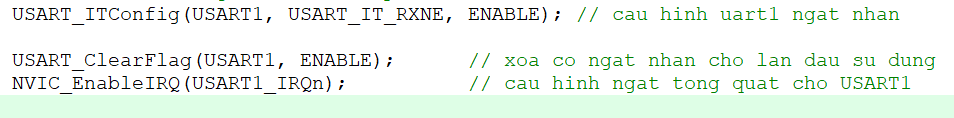 USART_ITConfig(USART1, USART_IT_RXNE, ENABLE); // cau hinh uart1 ngat nhan
USART_ClearFlag(USART1, ENABLE); // xoa co ngat nhan cho lan dau su dung
NVIC_EnableIRQ(USART1_IRQn); // cau hinh ngat tong quat cho USART1